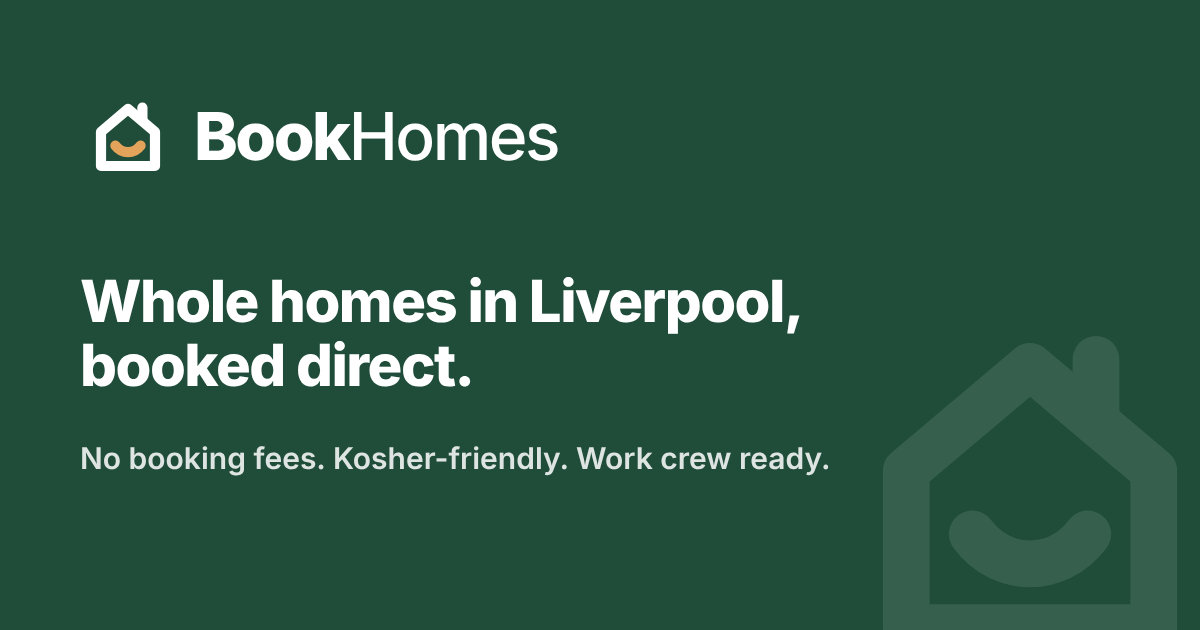 BookHomes
Whole homes in Liverpool,
booked direct.
No booking fees. Kosher-friendly. Work crew ready.